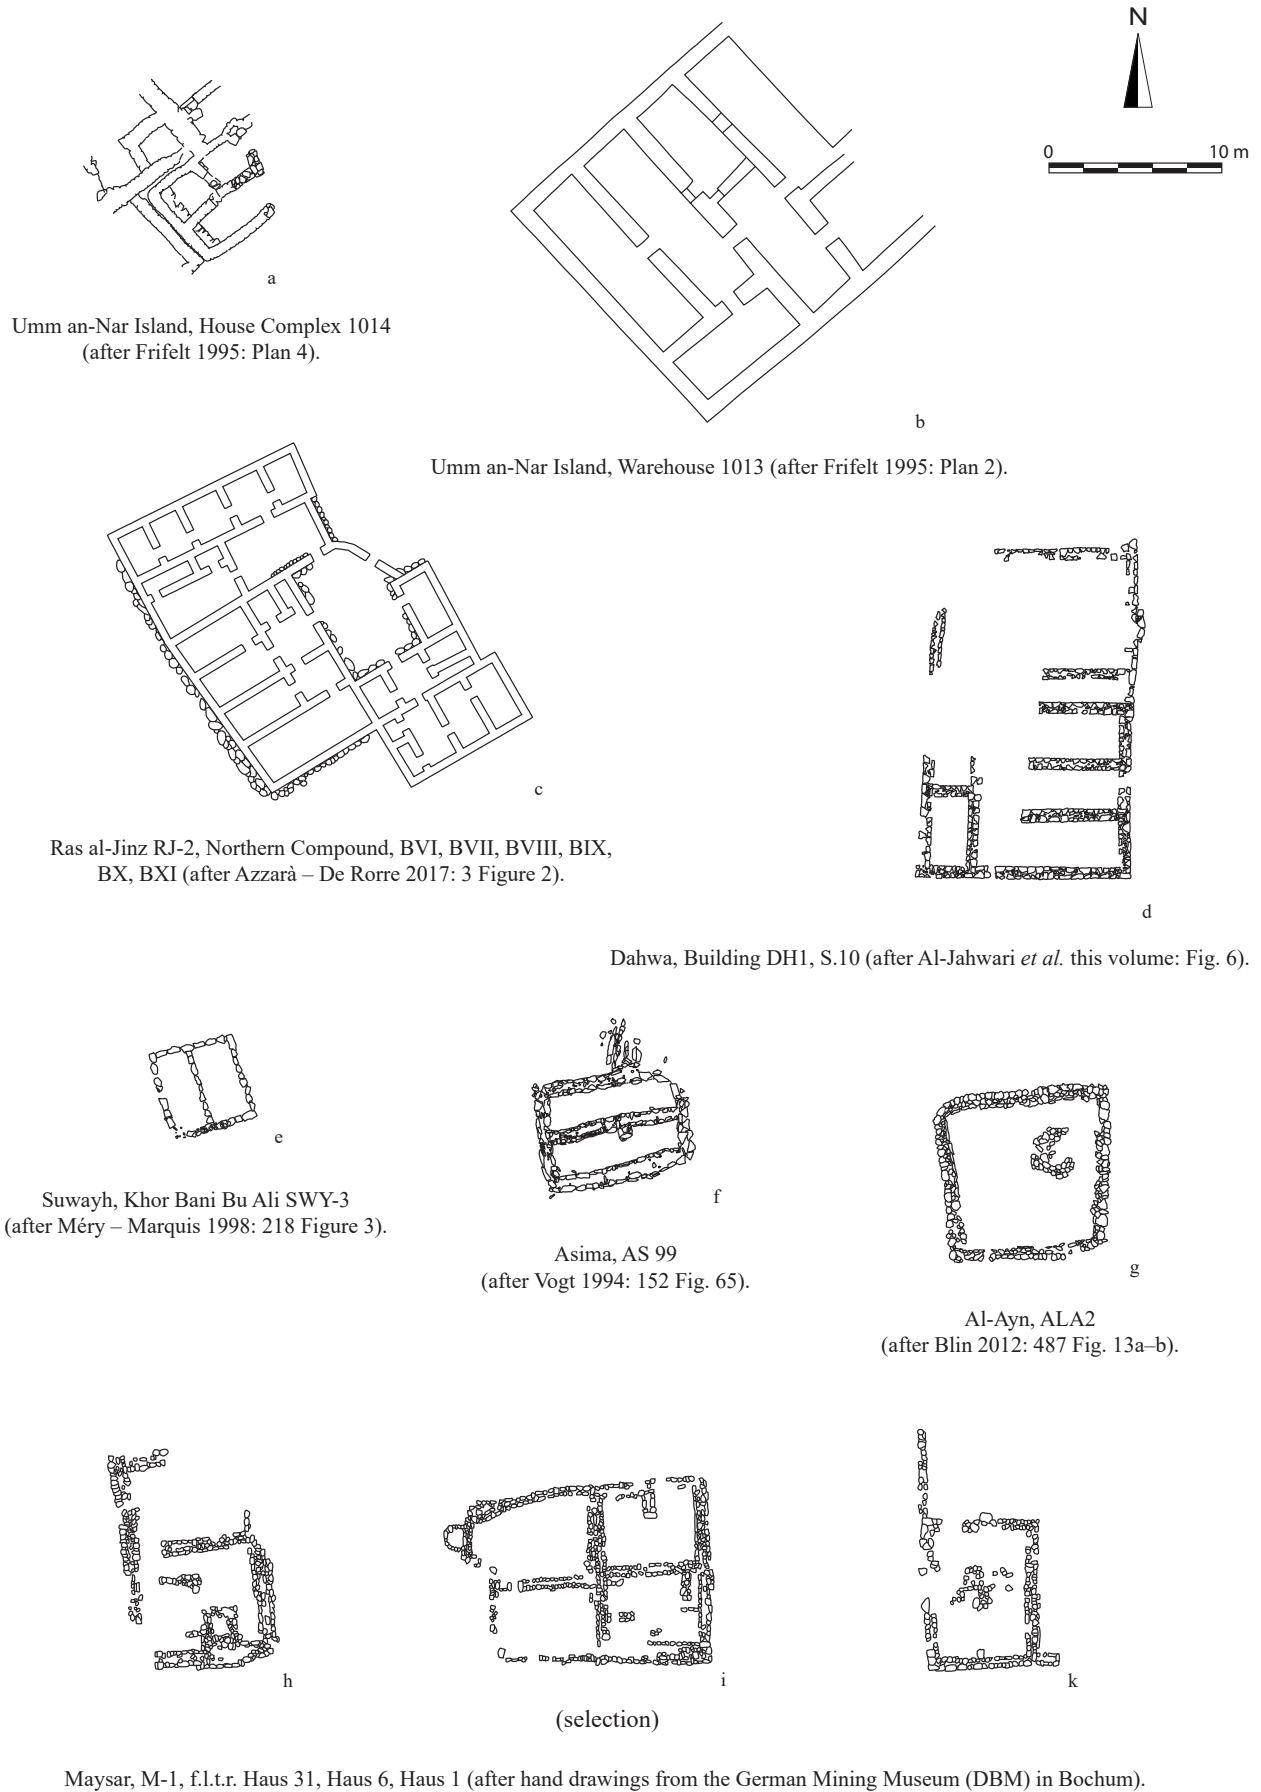 N
0 10 m
a
Umm an-Nar Island, House Complex 1014
(after Frifelt 1995: Plan 4).
b
Umm an-Nar Island, Warehouse 1013 (after Frifelt 1995: Plan 2).
c
Ras al-Jinz RJ-2, Northern Compound, BVI, BVII, BVIII, BIX,
BX, BXI (after Azzarà – De Rorre 2017: 3 Figure 2).
d
Dahwa, Building DH1, S.10 (after Al-Jahwari et al. this volume: Fig. 6).
e
Suwayh, Khor Bani Bu Ali SWY-3
(after Méry – Marquis 1998: 218 Figure 3).
f
Asima, AS 99
(after Vogt 1994: 152 Fig. 65).
g
Al-Ayn, ALA2
(after Blin 2012: 487 Fig. 13a–b).
h
i
k
(selection)
Maysar, M-1, f.l.t.r. Haus 31, Haus 6, Haus 1 (after hand drawings from the German Mining Museum (DBM) in Bochum).